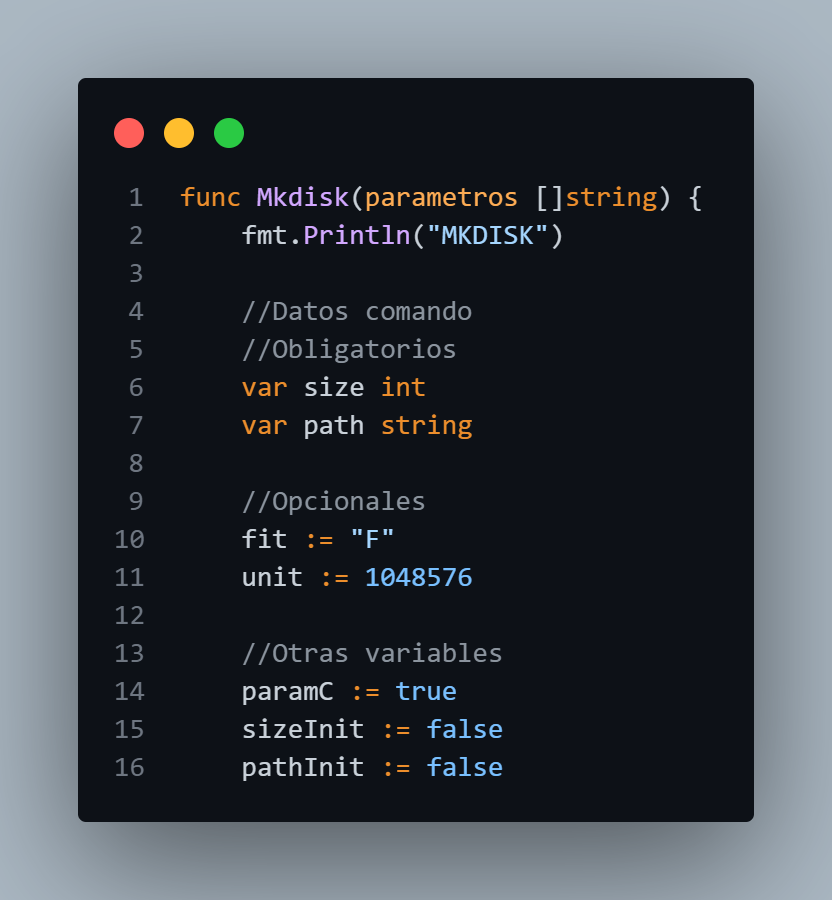 1 func Mkdisk(parametros []string) {
2     fmt.Println("MKDISK")
3
4     //Datos comando
5     //Obligatorios
6     var size int
7     var path string
8
9     //Opcionales
10     fit := "F"
11     unit := 1048576
12
13     //Otras variables
14     paramC := true
15     sizeInit := false
16     pathInit := false